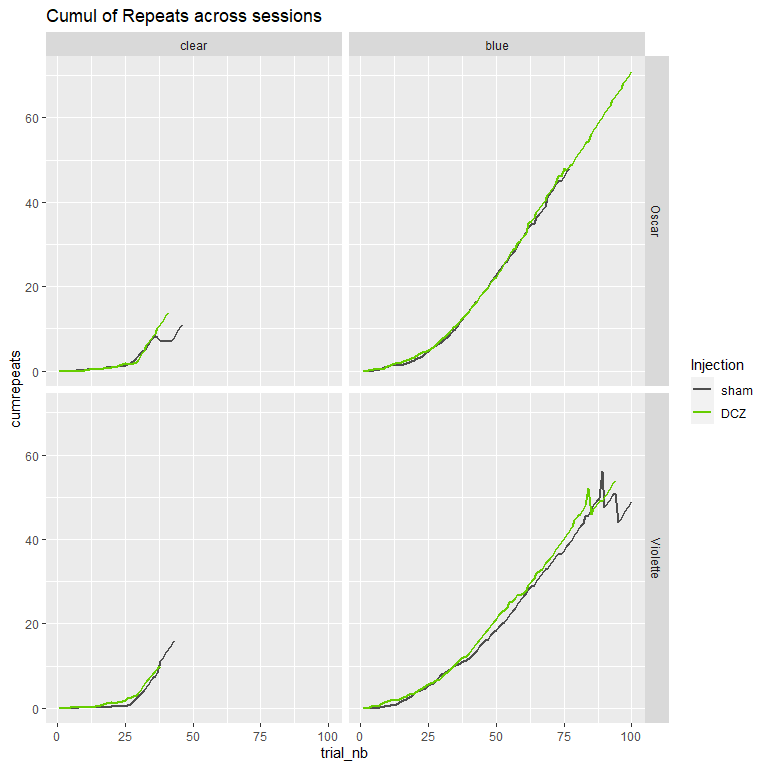 Cumul of Repeats across sessions
clear
blue
60
40
20
0
Oscar
60
40
20
0
Violette
cumrepeats
0 25 50 75 100
0 25 50 75 100
trial_nb
Injection
sham
DCZ